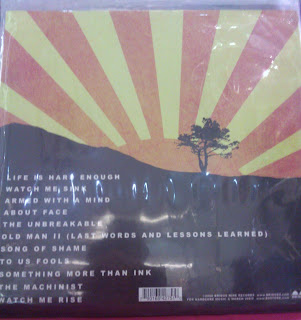 LIFE IS HARD ENOUGH
WATCH ME SINK
ARMED WITH A MIND
ABOUT FACE
THE UNBREAKABLE
OLD MAN II (LAST WORDS AND LESSONS LEARNED)
SONG OF SHAME
TO US FOOLS
SOMETHING MORE THAN INK
THE MACHINIST
WATCH ME RISE